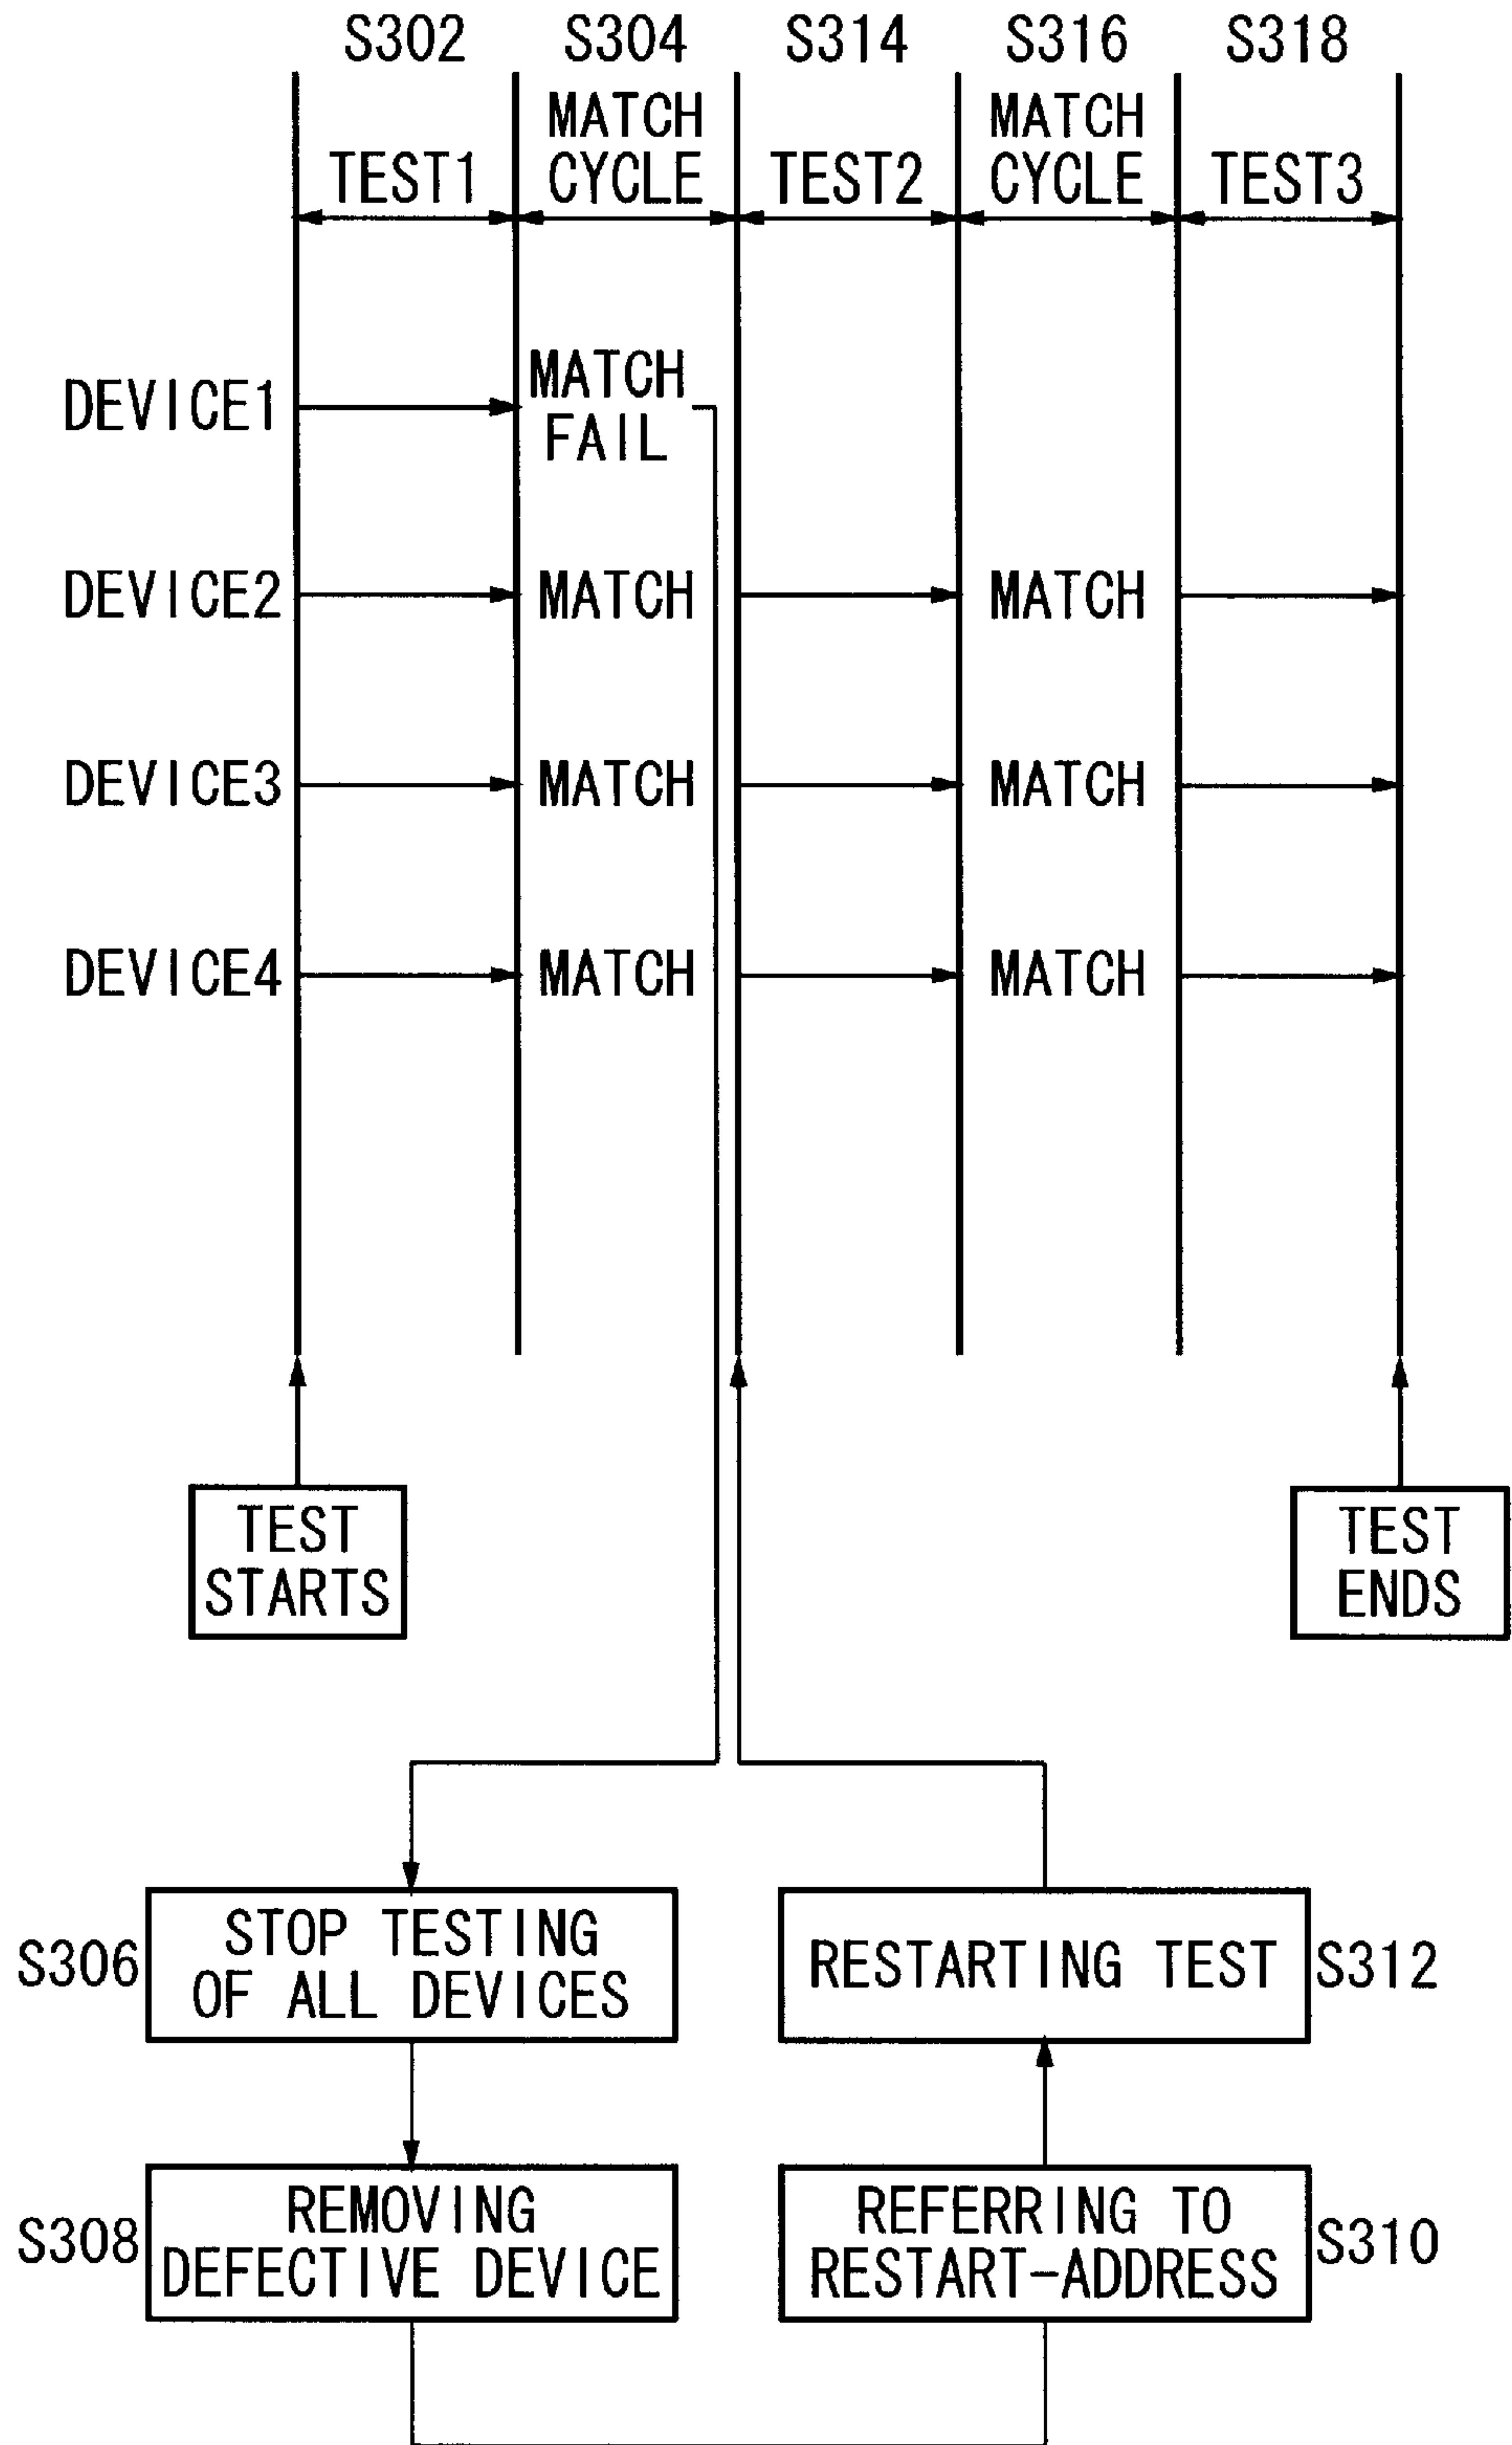 S302 S304 S314 S316 S318
MATCH MATCH
TEST1 CYCLE TEST2 CYCLE TEST3
DEVICE1 MATCH
FAIL
DEVICE2 MATCH MATCH
DEVICE3 MATCH MATCH
DEVICE4 MATCH MATCH
TEST
STARTS
TEST
ENDS
S306 STOP TESTING
OF ALL DEVICES
RESTARTING TEST S312
S308 REMOVING
DEFECTIVE DEVICE
REFERRING TO
RESTART-ADDRESS S310